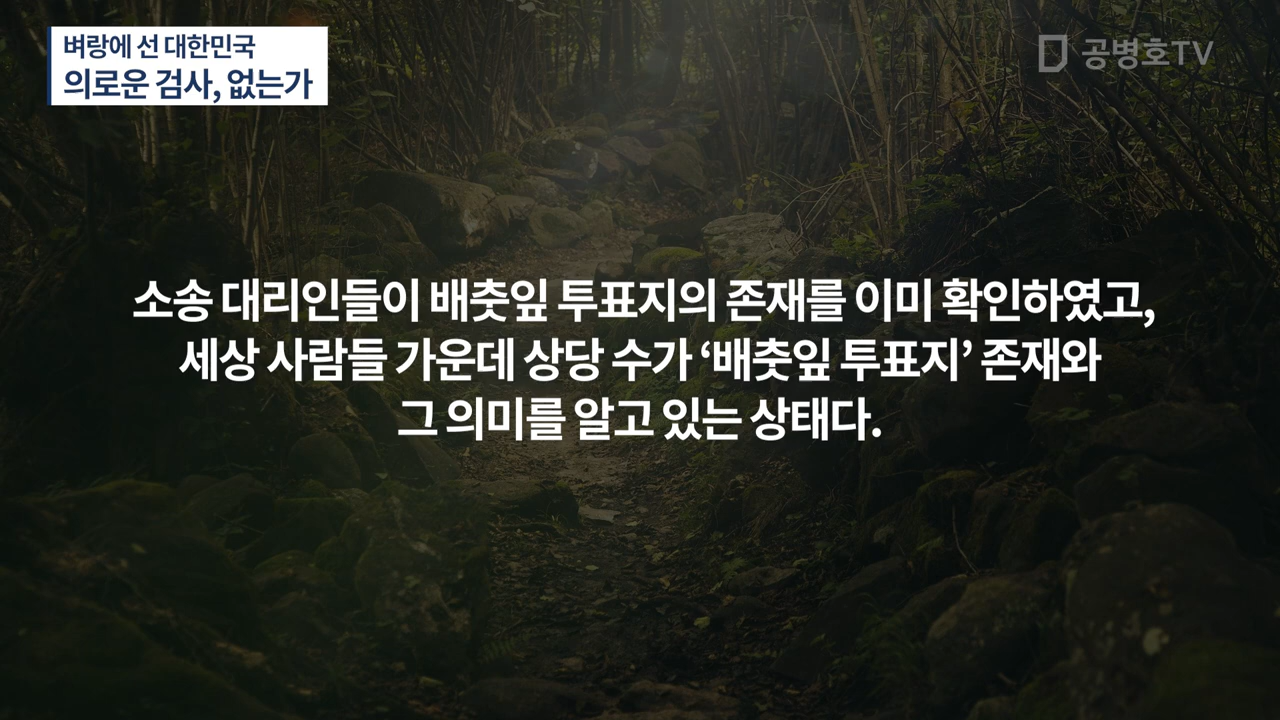 벼랑에 선 대한민국
의로운 검사, 없는가
공병호TV
소송 대리인들이 배춧잎 투표지의 존재를 이미 확인하였고,
세상 사람들 가운데 상당 수가 ‘배춧잎 투표지’ 존재와
그 의미를 알고 있는 상태다.